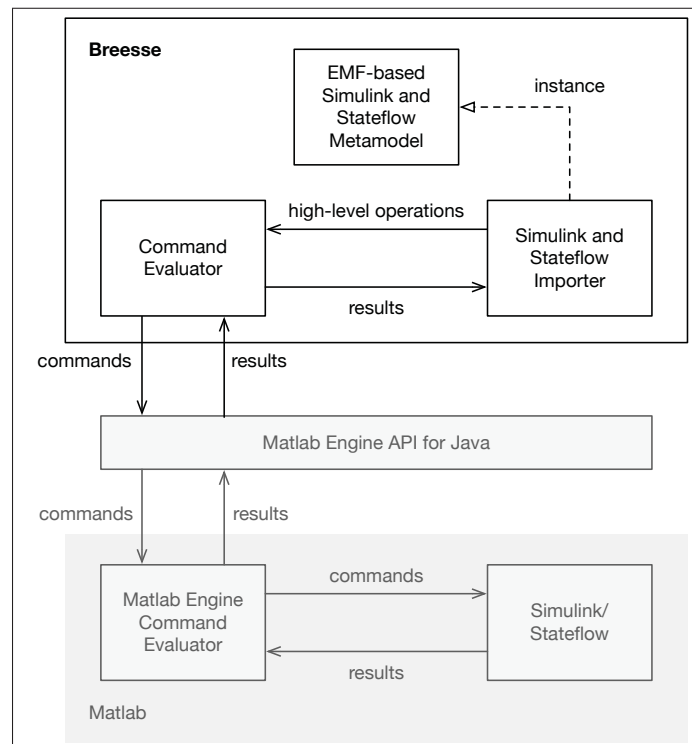 Breesse
EMF-based
Simulink and
Stateflow
Metamodel
instance
high-level operations
Command
Evaluator
Simulink and
Stateflow
Importer
results
commands
results
Matlab Engine API for Java
commands
results
Matlab Engine
Command
Evaluator
commands
Simulink/
Stateflow
results
Matlab